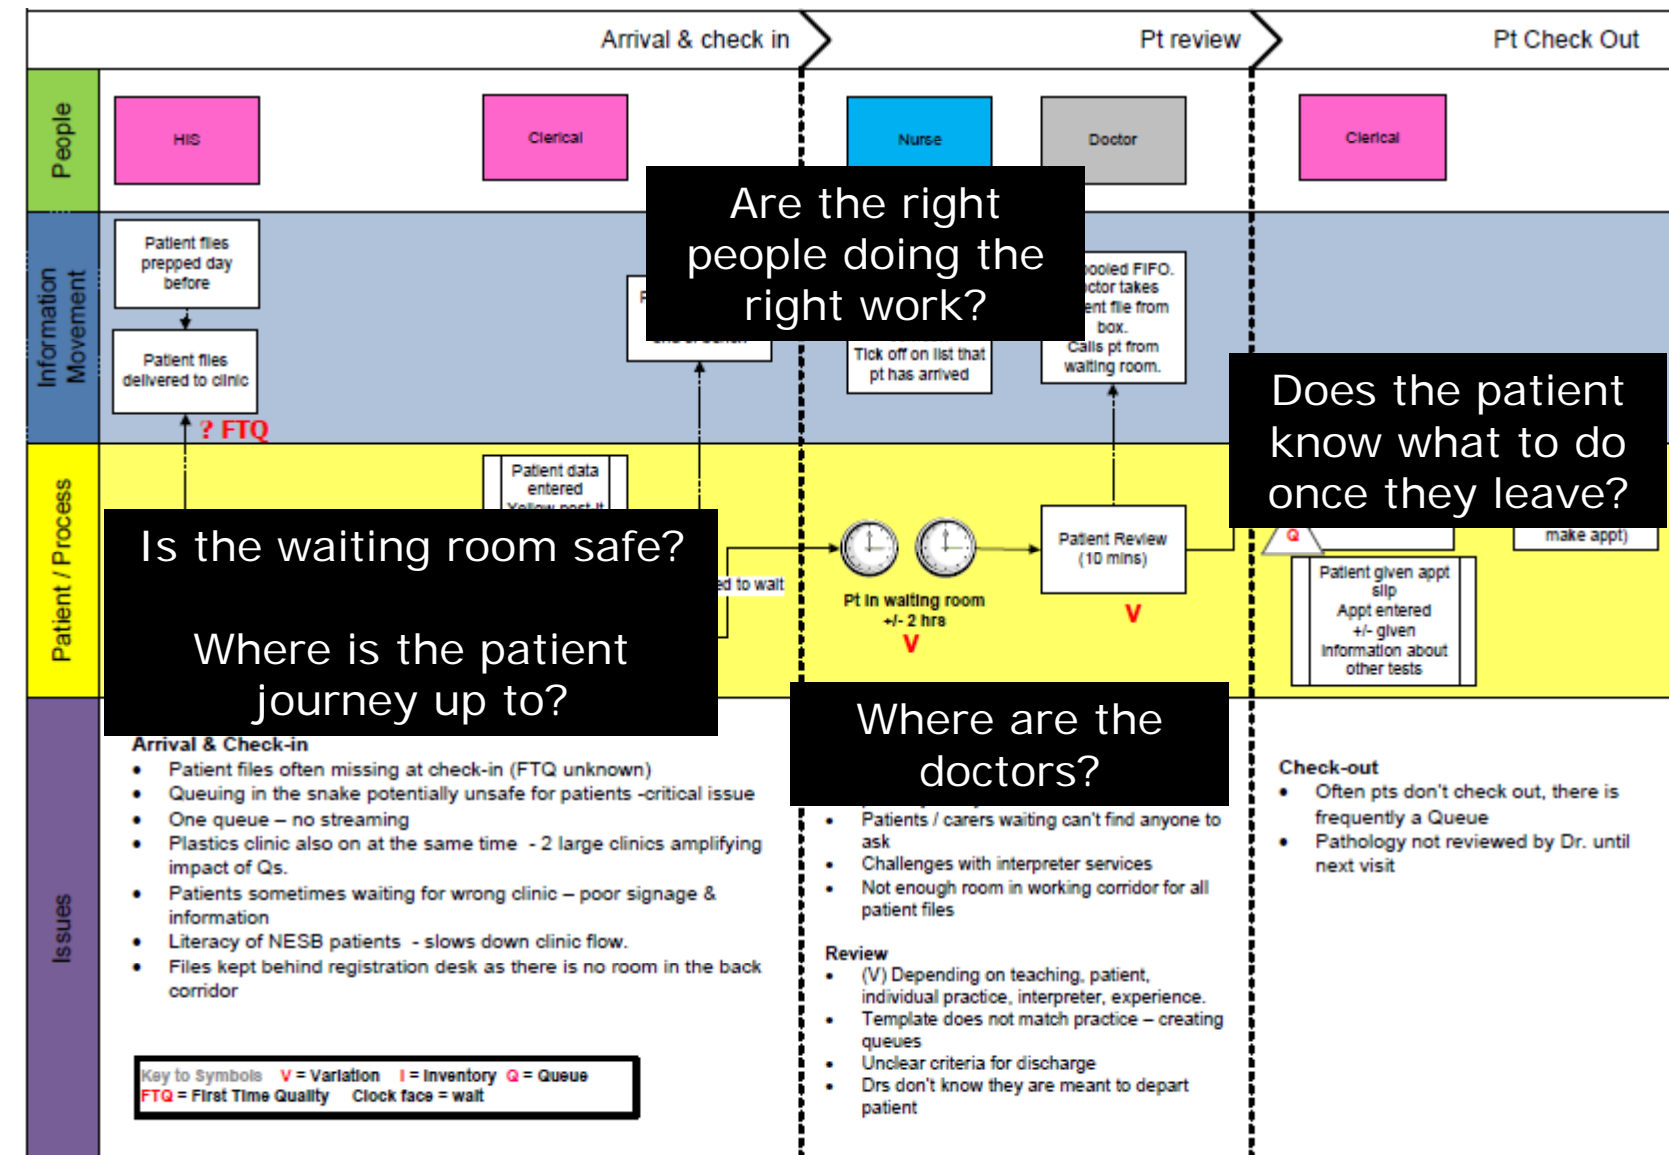 Arrival & check in
Pt review
Pt Check Out
People
HIS
Clerical
Nurse
Doctor
Clerical
Are the right
people doing the
right work?
Information
Movement
Patient files
prepped day
before
Patient files
delivered to clinic
? FTQ
Tick off on list that
pt has arrived
pooled FIFO.
takes
file from
box.
Calls pt from
waiting room.
Does the patient
know what to do
once they leave?
Patient / Process
Patient data
entered
Is the waiting room safe?
Where is the patient
journey up to?
to wait
Pt in waiting room
+/- 2 hrs
V
Patient Review
(10 mins)
V
Q
make appt)
Patient given appt
slip
Appt entered
+/- given
Information about
other tests
Where are the
doctors?
Issues
Arrival & Check-in
• Patient files often missing at check-in (FTQ unknown)
• Queuing in the snake potentially unsafe for patients -critical issue
• One queue – no streaming
• Plastics clinic also on at the same time - 2 large clinics amplifying
impact of Qs.
• Patients sometimes waiting for wrong clinic – poor signage &
information
• Literacy of NESB patients - slows down clinic flow.
• Files kept behind registration desk as there is no room in the back
corridor
Key to Symbols V = Variation I = Inventory Q = Queue
FTQ = First Time Quality Clock face = wait
• Patients / carers waiting can't find anyone to
ask
• Challenges with interpreter services
• Not enough room in working corridor for all
patient files
Review
• (V) Depending on teaching, patient,
individual practice, interpreter, experience.
• Template does not match practice – creating
queues
• Unclear criteria for discharge
• Drs don't know they are meant to depart
patient
Check-out
• Often pts don't check out, there is
frequently a Queue
• Pathology not reviewed by Dr. until
next visit